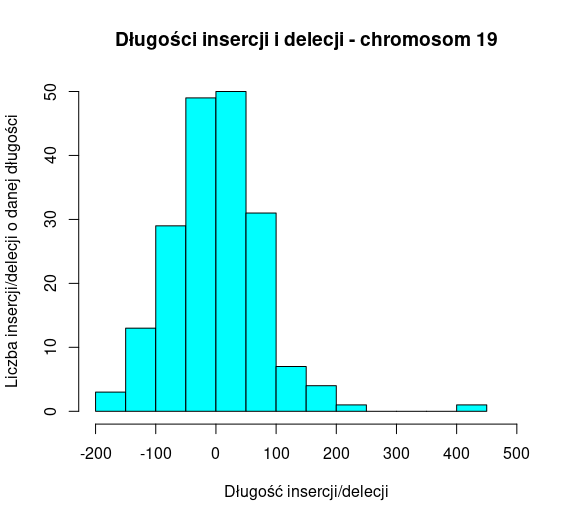 Długości insercji i delecji - chromosom 19
Liczba insercji/delecji o danej długości
50
40
30
20
10
0
-200 -100 0 100 200 300 400 500
Długość insercji/delecji